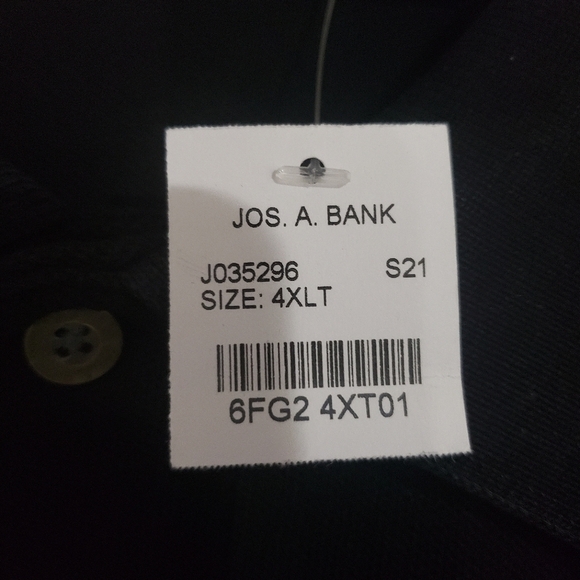 JOS. A. BANK
J035296 S21
SIZE: 4XLT
6FG2 4XT01